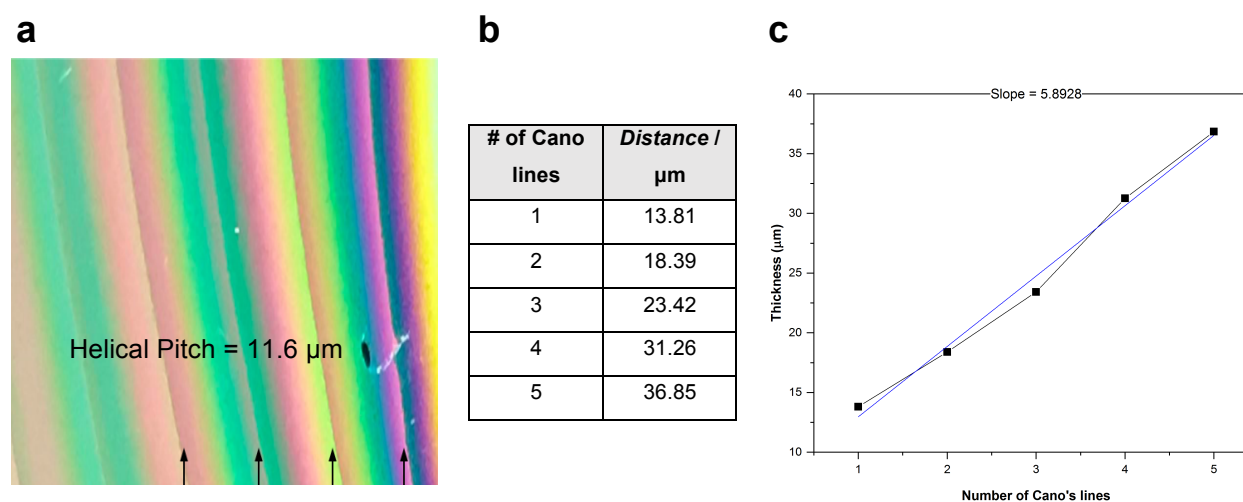 a
b
c
Helical Pitch = 11.6 µm
# of Cano lines
Distance / µm
1 13.81
2 18.39
3 23.42
4 31.26
5 36.85
Slope = 5.8928
Thickness (µm)
40
35
30
25
20
15
10
1 2 3 4 5
Number of Cano's lines